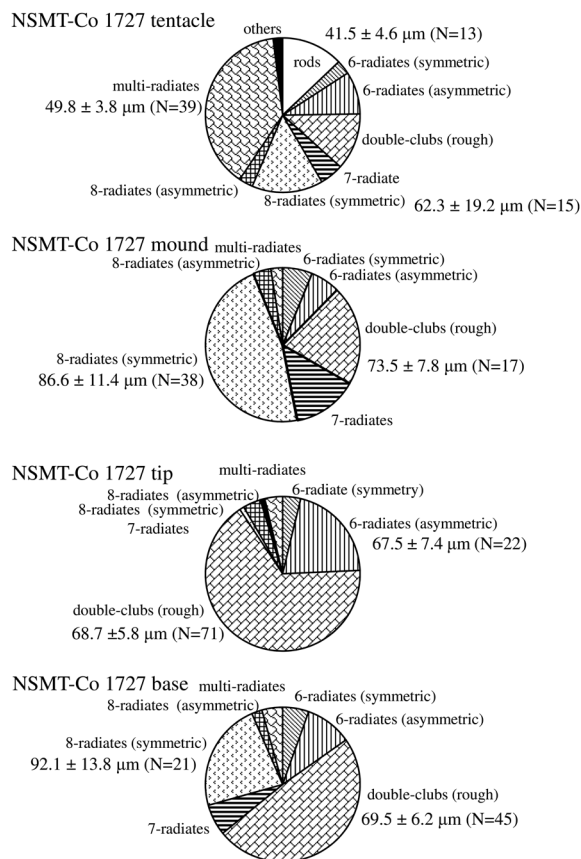 NSMT-Co 1727 tentacle
others
41.5 ± 4.6 μm (N=13)
rods
6-radiates (symmetric)
multi-radiates
6-radiates (asymmetric)
49.8 ± 3.8 μm (N=39)
double-clubs (rough)
7-radiate
8-radiates (asymmetric)
8-radiates (symmetric)
62.3 ± 19.2 μm (N=15)
NSMT-Co 1727 mound
multi-radiates
8-radiates (asymmetric)
6-radiates (symmetric)
6-radiates (asymmetric)
double-clubs (rough)
8-radiates (symmetric)
73.5 ± 7.8 μm (N=17)
86.6 ± 11.4 μm (N=38)
7-radiates
NSMT-Co 1727 tip
multi-radiates
8-radiates (asymmetric)
6-radiate (symmetry)
8-radiates (symmetric)
6-radiates (asymmetric)
7-radiates
67.5 ± 7.4 μm (N=22)
double-clubs (rough)
68.7 ±5.8 μm (N=71)
NSMT-Co 1727 base
multi-radiates
6-radiates (symmetric)
8-radiates (asymmetric)
6-radiates (asymmetric)
8-radiates (symmetric)
92.1 ± 13.8 μm (N=21)
double-clubs (rough)
69.5 ± 6.2 μm (N=45)
7-radiates